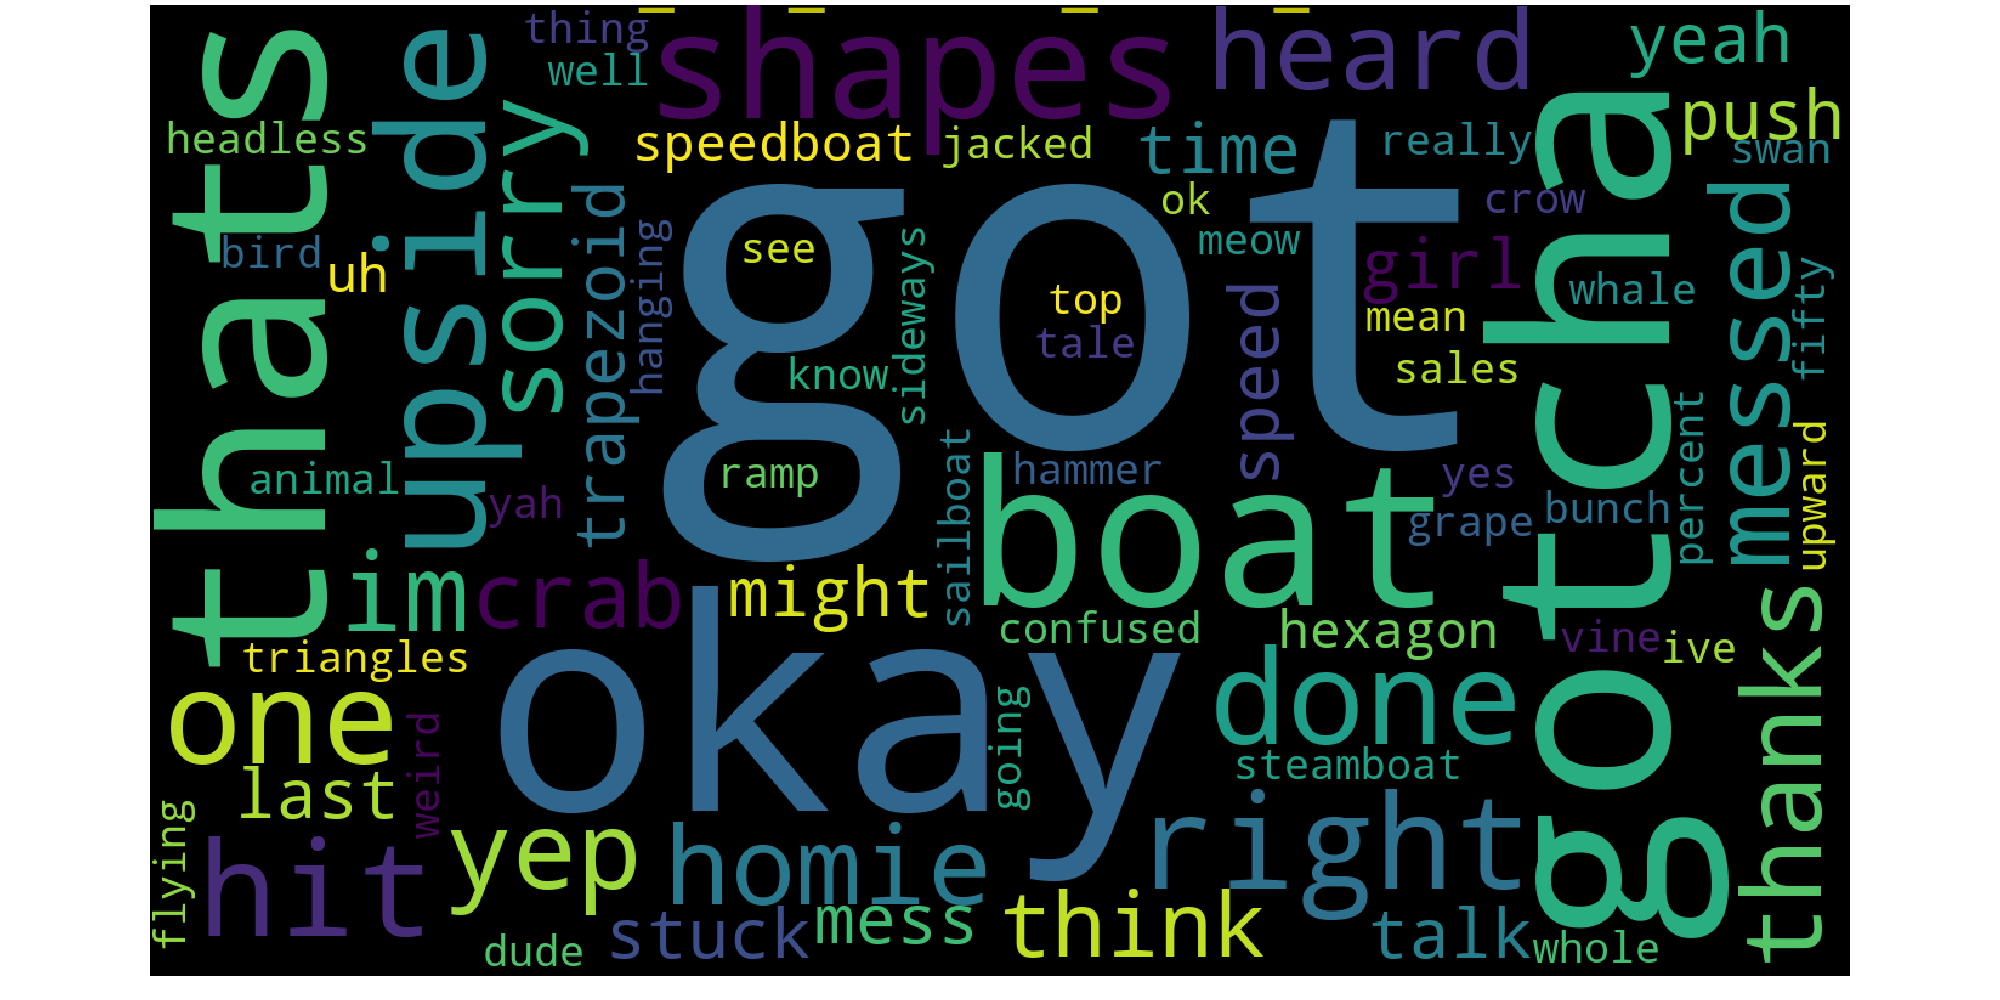 thing
well
shapes
heard
yeah
thats
upside
sorry
headless
speedboat
jacked
time
really
push
swan
gotcha
got
ok
crow
messed
trapezoid
hanging
bird
uh
see
sideways
meow
girl
whale
fifty
top
tale
speed
mean
know
sales
percent
animal
yah
ramp
sailboat
hammer
boat
yes
grape
bunch
upward
im
crab
might
confused
hexagon
vine
ive
thanks
triangles
okay
one
done
going
steamboat
last
weird
flying
hit
yep
homie
right
dude
stuck
mess
think
talk
whole